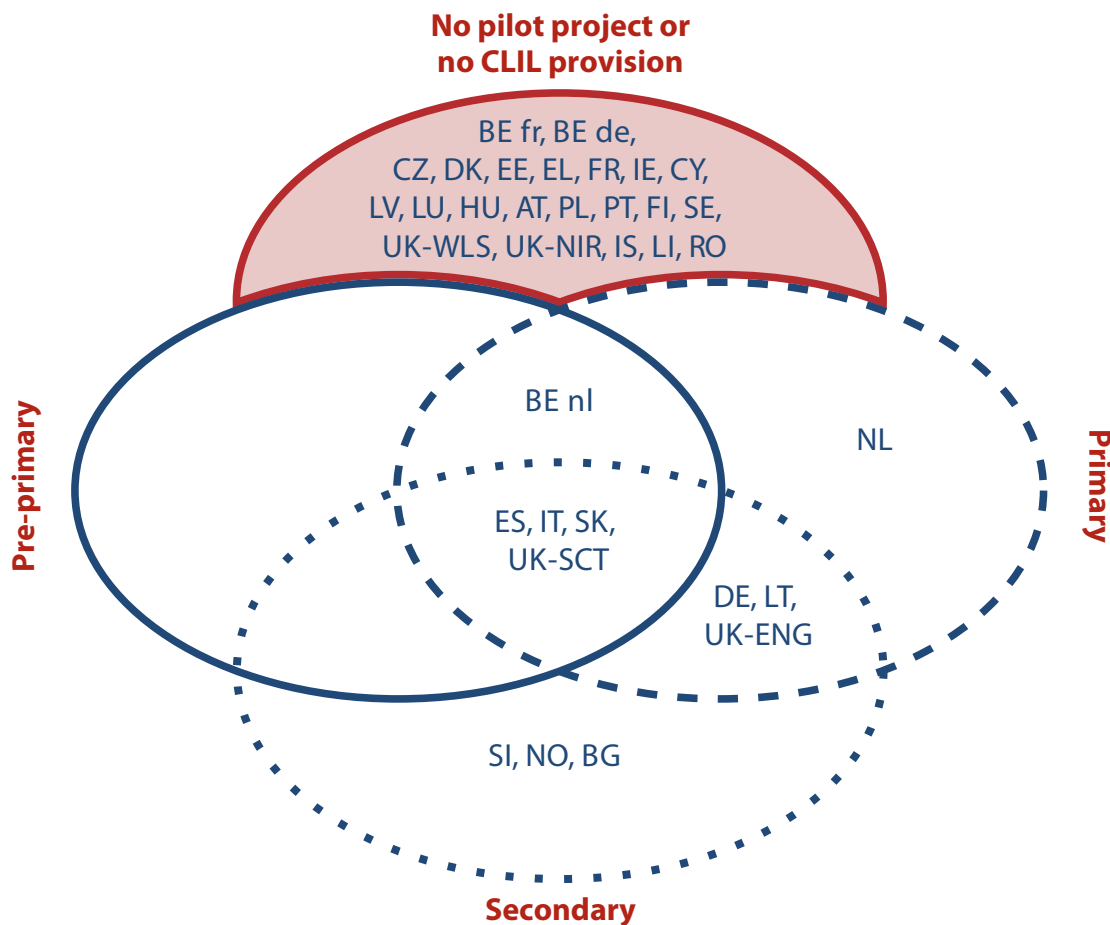 No pilot project or
no CLIL provision
BE fr, BE de,
CZ, DK, EE, EL, FR, IE, CY,
LV, LU, HU, AT, PL, PT, FI, SE,
UK-WLS, UK-NIR, IS, LI, RO
Pre-primary
BE nl
NL
Primary
ES, IT, SK,
UK-SCT
DE, LT,
UK-ENG
SI, NO, BG
Secondary